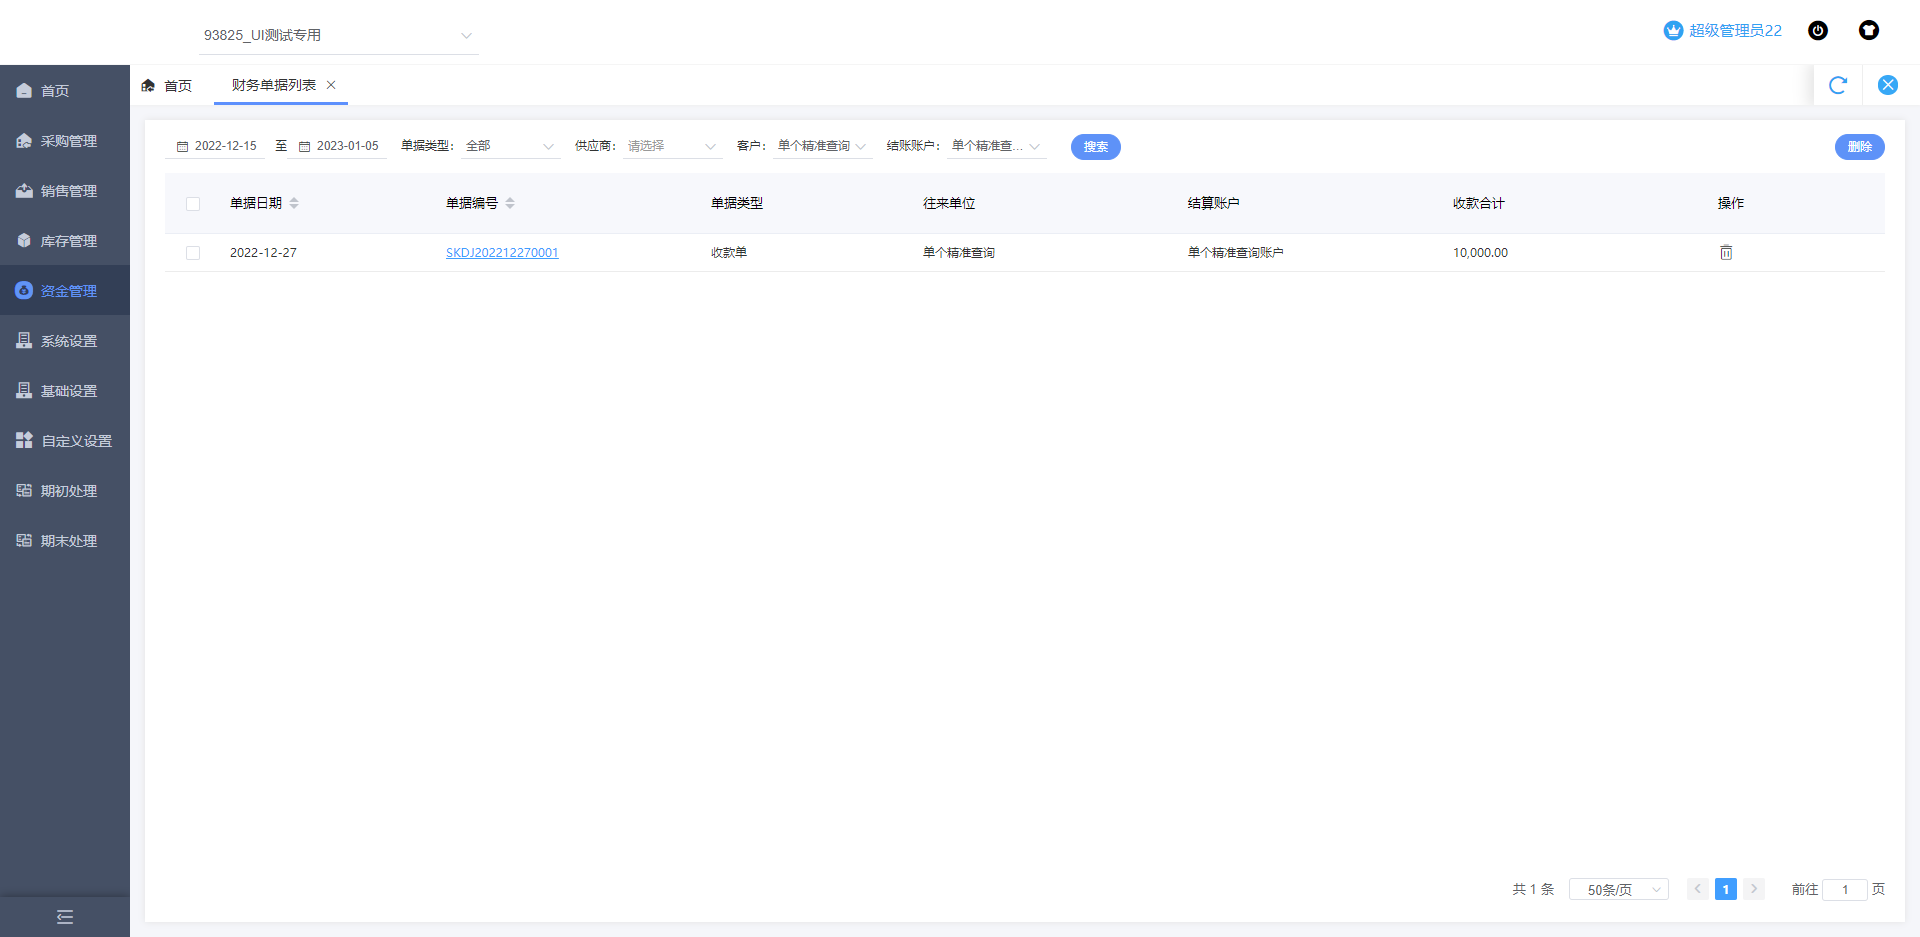 93825_UI测试专用
超级管理员22
首页
采购管理
销售管理
库存管理
资金管理
系统设置
基础设置
自定义设置
期初处理
期末处理
首页 财务单据列表
2022-12-15 至 2023-01-05 单据类型: 全部 供应商: 请选择 客户: 单个精准查询 结账账户: 单个精准查... 搜索 删除
单据日期 单据编号 单据类型 往来单位 结算账户 收款合计 操作
2022-12-27 SKDJ202212270001 收款单 单个精准查询 单个精准查询账户 10,000.00
共 1 条 50条/页 1 前往 1 页